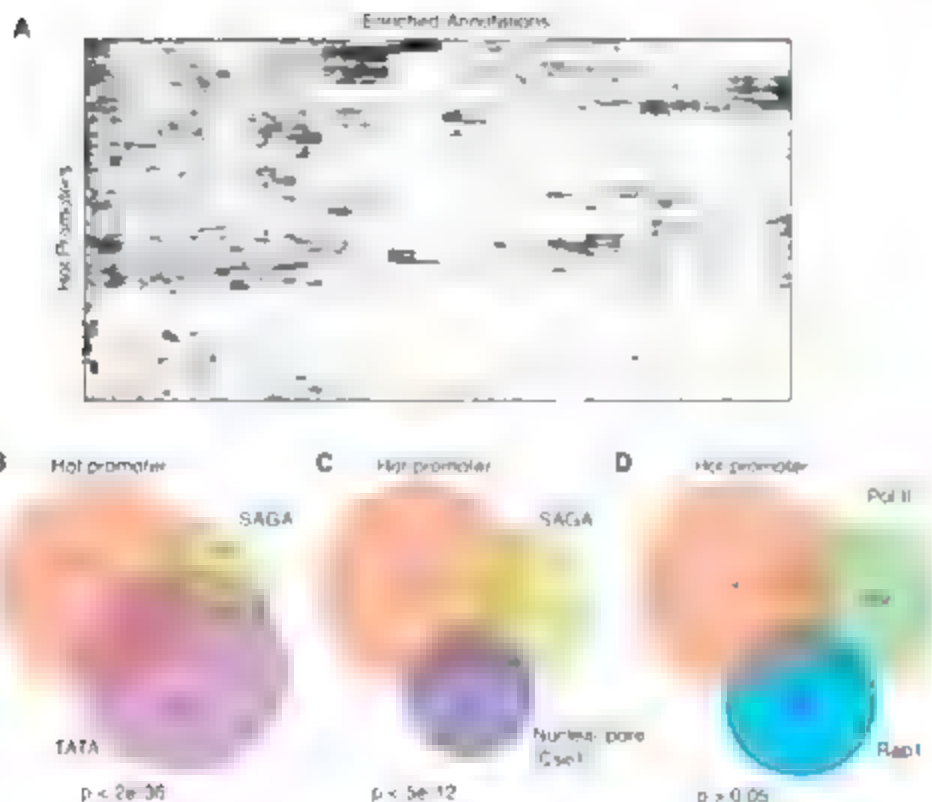 A
Enriched Annotations
Hot Promoters
B
Hot promoter
SAGA
TATA
p < 2e-36
C
Hot promoter
SAGA
Nuclear pore
Cse1
p < 5e-12
D
Hot promoter
Pol II
Rap1
p > 0.05